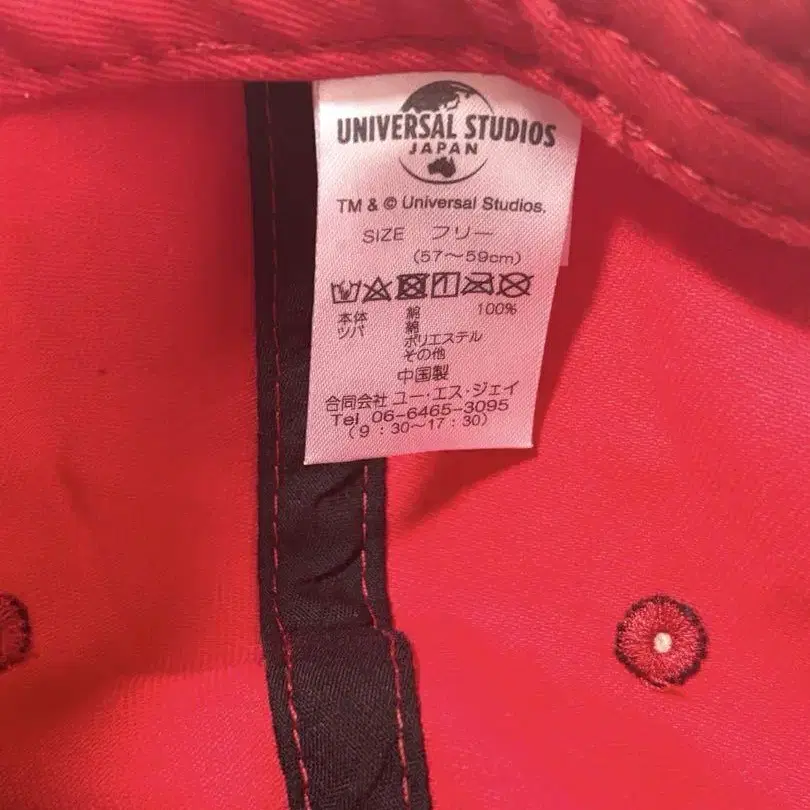 UNIVERSAL STUDIOS
JAPAN
TM & © Universal Studios.
SIZE フリー
(57～59cm)
本体 綿 100%
ツバ 綿
ポリエステル
その他
中国製
合同会社 ユー・エス・ジェイ
Tel 06-6465-3095
(9：30～17：30)